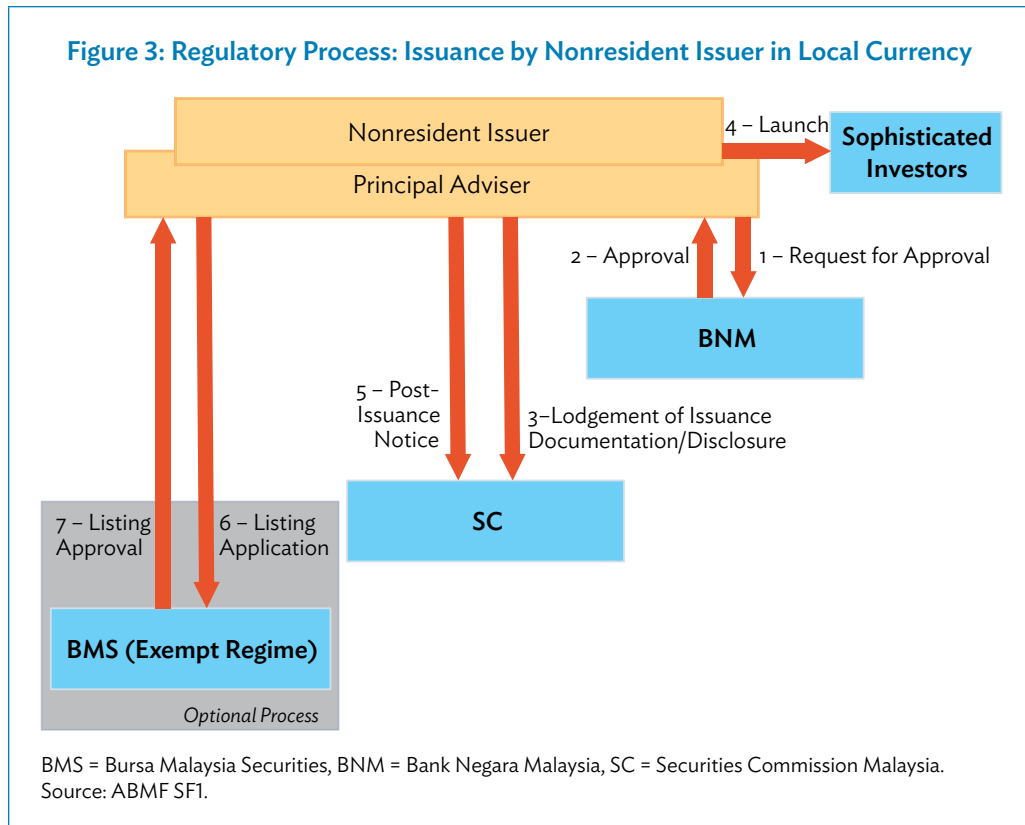 Figure 3: Regulatory Process: Issuance by Nonresident Issuer in Local Currency
Nonresident Issuer
Principal Adviser
4 – Launch
Sophisticated
Investors
2 – Approval
1 – Request for Approval
BNM
5 – Post-
Issuance
Notice
3–Lodgement of Issuance
Documentation/Disclosure
SC
7 – Listing
Approval
6 – Listing
Application
BMS (Exempt Regime)
Optional Process
BMS = Bursa Malaysia Securities, BNM = Bank Negara Malaysia, SC = Securities Commission Malaysia.
Source: ABMF SF1.